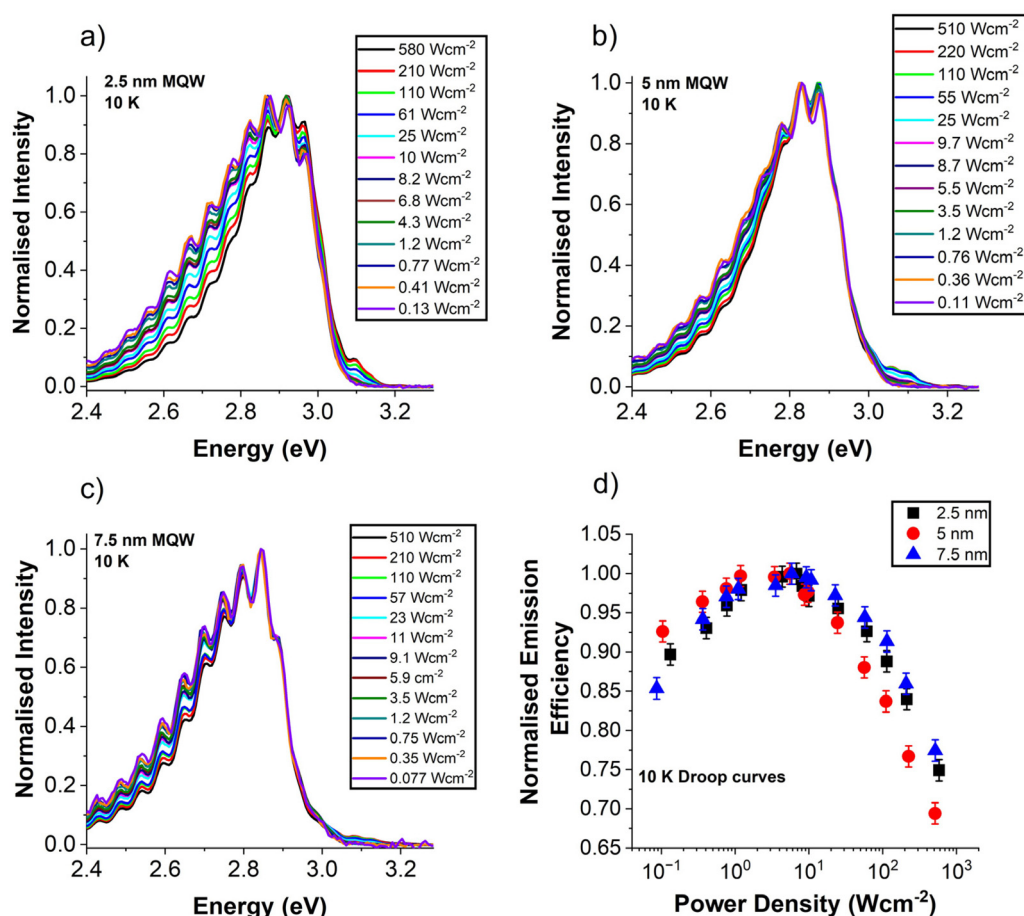 a)
2.5 nm MQW
10 K
580 Wcm-2
210 Wcm-2
110 Wcm-2
61 Wcm-2
25 Wcm-2
10 Wcm-2
8.2 Wcm-2
6.8 Wcm-2
4.3 Wcm-2
1.2 Wcm-2
0.77 Wcm-2
0.41 Wcm-2
0.13 Wcm-2
Normalised Intensity
1.0
0.8
0.6
0.4
0.2
0.0
2.4 2.6 2.8 3.0 3.2
Energy (eV)
b)
5 nm MQW
10 K
510 Wcm-2
220 Wcm-2
110 Wcm-2
55 Wcm-2
25 Wcm-2
9.7 Wcm-2
8.7 Wcm-2
5.5 Wcm-2
3.5 Wcm-2
1.2 Wcm-2
0.76 Wcm-2
0.36 Wcm-2
0.11 Wcm-2
Normalised Intensity
1.0
0.8
0.6
0.4
0.2
0.0
2.4 2.6 2.8 3.0 3.2
Energy (eV)
c)
7.5 nm MQW
10 K
510 Wcm-2
210 Wcm-2
110 Wcm-2
57 Wcm-2
23 Wcm-2
11 Wcm-2
9.1 Wcm-2
5.9 cm-2
3.5 Wcm-2
1.2 Wcm-2
0.75 Wcm-2
0.35 Wcm-2
0.077 Wcm-2
Normalised Intensity
1.0
0.8
0.6
0.4
0.2
0.0
2.4 2.6 2.8 3.0 3.2
Energy (eV)
d)
2.5 nm
5 nm
7.5 nm
Normalised Emission
Efficiency
1.05
1.00
0.95
0.90
0.85
0.80
0.75
0.70
0.65
10 K Droop curves
10-1 100 101 102 103
Power Density (Wcm-2)